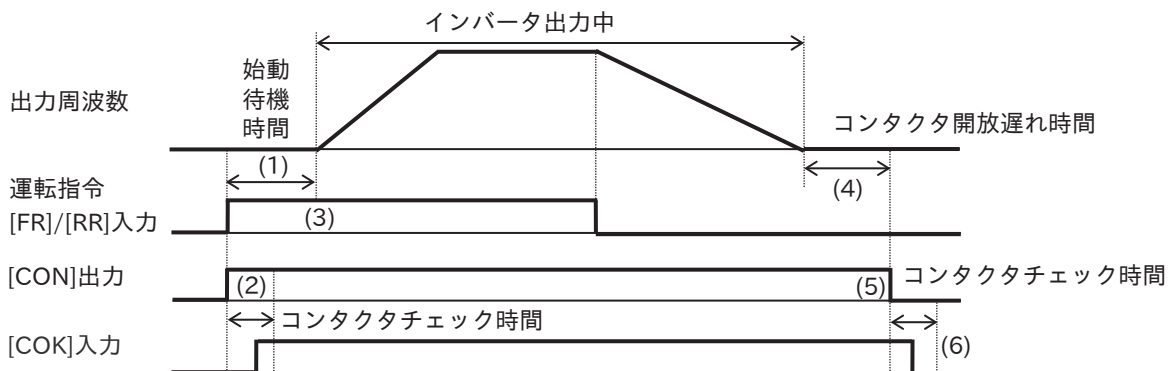 インバータ出力中
始動
待機
時間
出力周波数
コンタクタ開放遅れ時間
(1)
(4)
運転指令
[FR]/[RR]入力
(3)
[CON]出力
(2)
(5)
コンタクタチェック時間
コンタクタチェック時間
[COK]入力
(6)